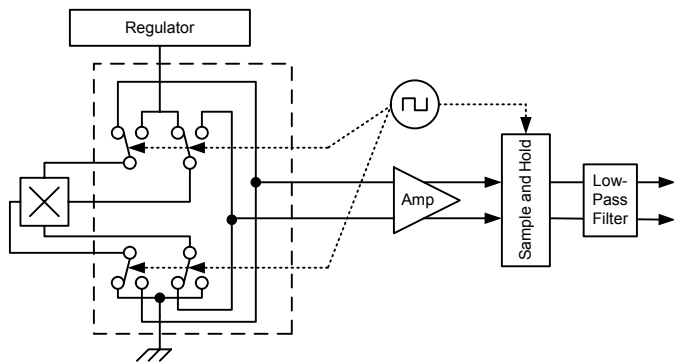 Regulator
Amp
Sample and Hold
Low-
Pass
Filter